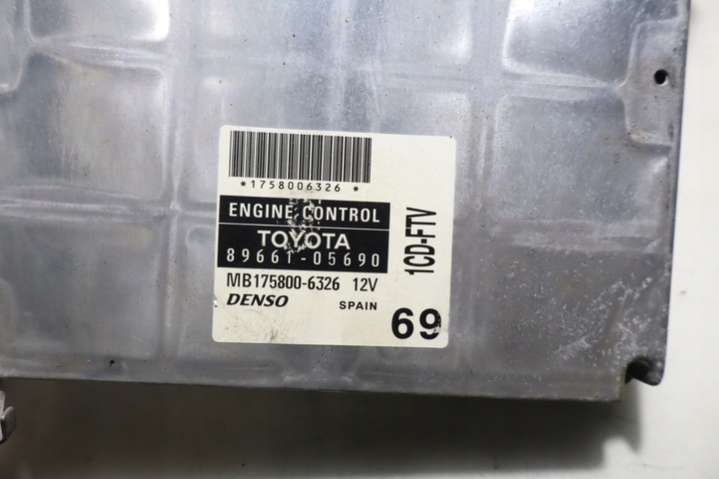 *1758006326*
ENGINE CONTROL
TOYOTA
89661-05690
MB175800-6326 12V
DENSO SPAIN
69
1CD-FTV